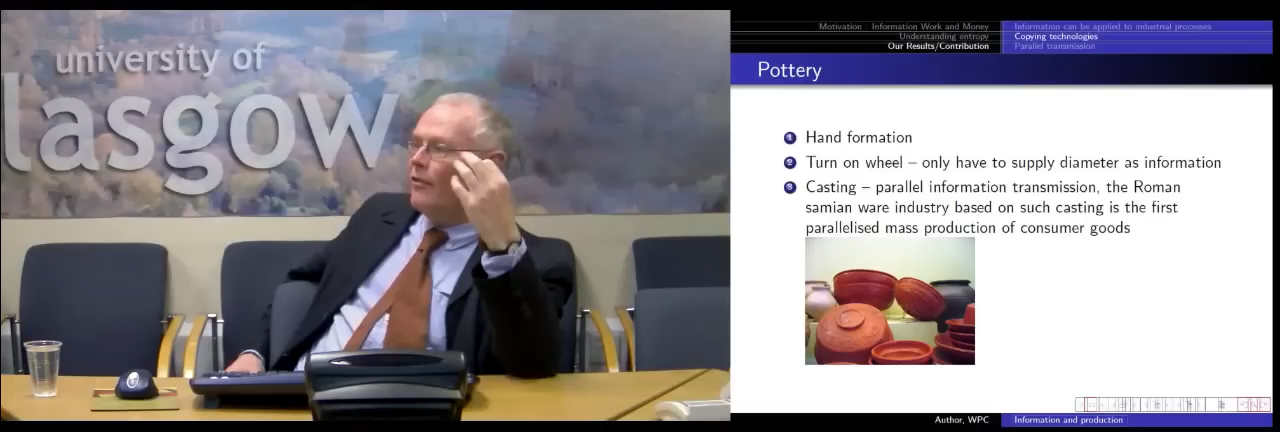 university of
lasgow
Motivation : Information Work and Money
Understanding entropy
Our Results/Contribution
Information can be applied to industrial processes
Copying technologies
Parallel transmission
Pottery
1 Hand formation
2 Turn on wheel – only have to supply diameter as information
3 Casting – parallel information transmission, the Roman
samian ware industry based on such casting is the first
parallelised mass production of consumer goods
Author, WPC
Information and production